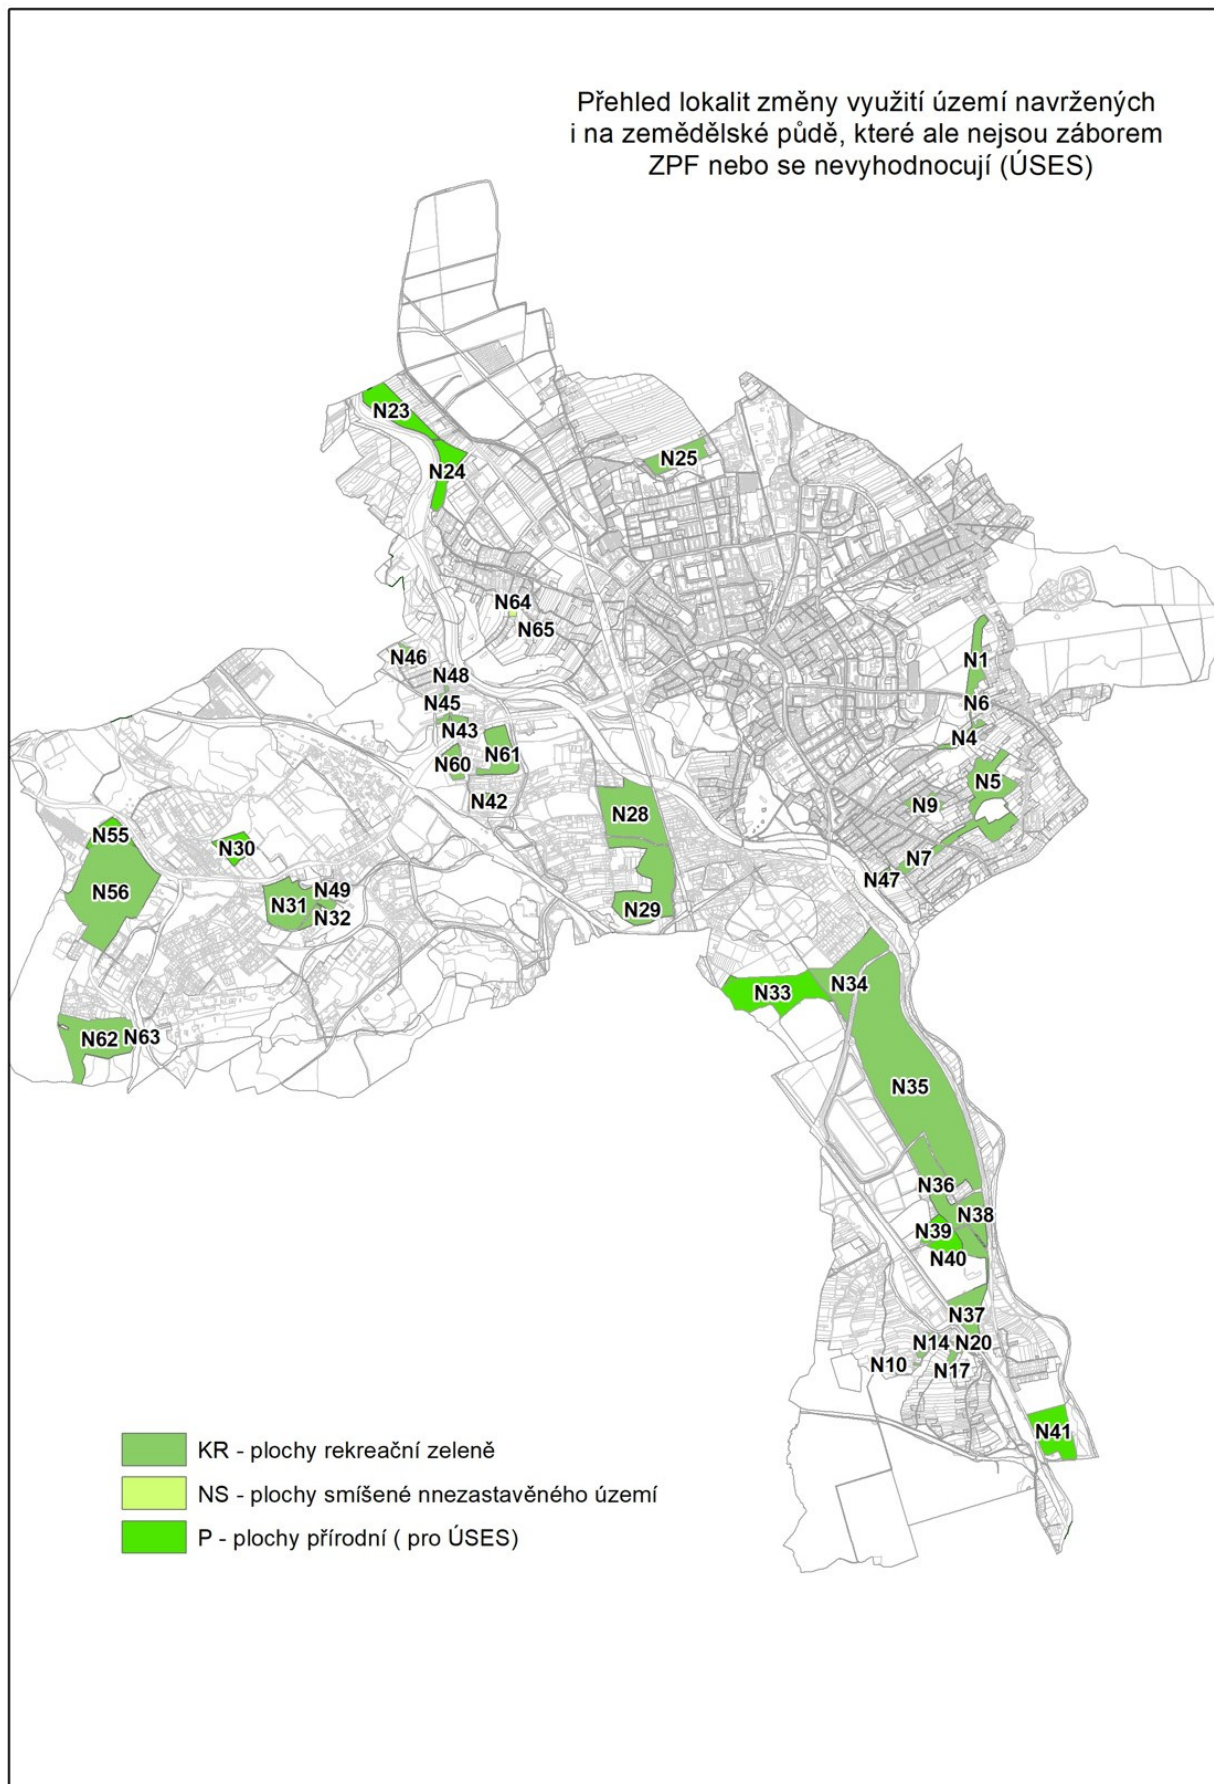 Přehled lokalit změny využití území navržených
i na zemědělské půdě, které ale nejsou záborem
ZPF nebo se nevyhodnocují (ÚSES)
N23
N24
N25
N64
N65
N46
N48
N1
N45
N6
N43
N4
N61
N60
N5
N42
N9
N28
N55
N30
N7
N47
N56
N49
N31
N29
N32
N34
N33
N62
N63
N35
N36
N38
N39
N40
N37
N14
N20
N10
N17
N41
KR - plochy rekreační zeleně
NS - plochy smíšené nnezastavěného území
P - plochy přírodní ( pro ÚSES)